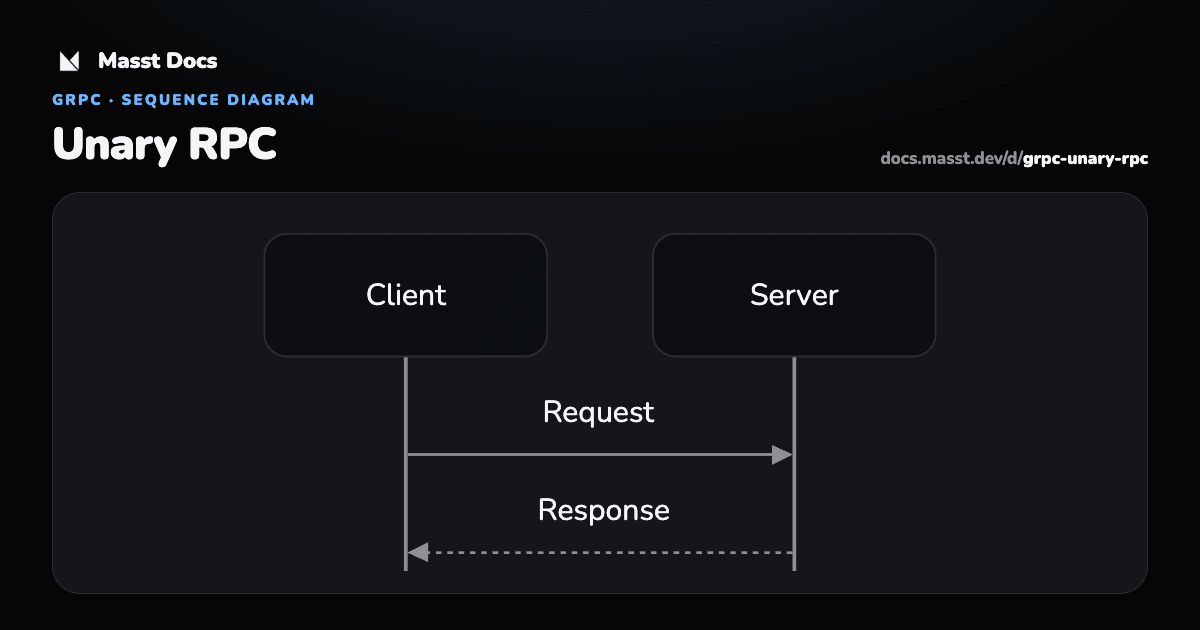 Masst Docs
GRPC · SEQUENCE DIAGRAM
Unary RPC
docs.masst.dev/d/grpc-unary-rpc
Client
Server
Request
Response